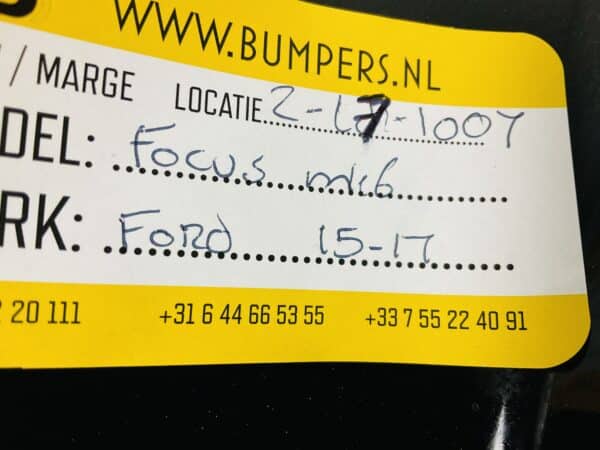 WWW.BUMPERS.NL
/ MARGE LOCATIE 2-L7-1007
DEL: Focus mk6
RK: Ford 15-17
20 111 +31 6 44 66 53 55 +33 7 55 22 40 91